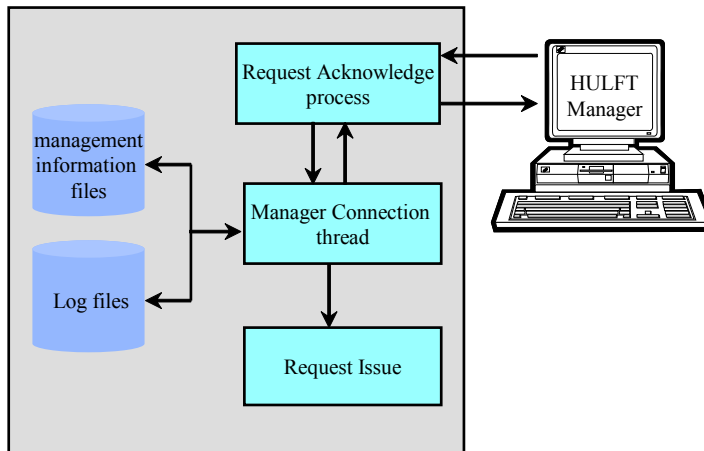 Request Acknowledge
process
HULFT
Manager
management
information
files
Manager Connection
thread
Log files
Request Issue